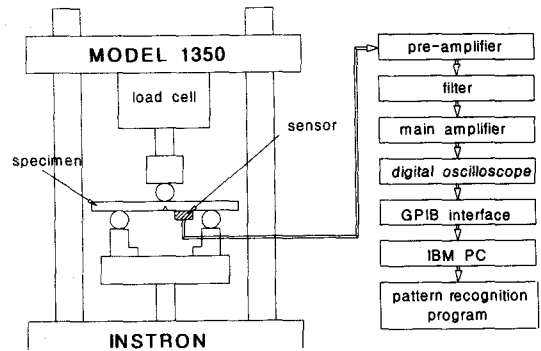 MODEL 1350
load cell
sensor
specimen
INSTRON
pre-amplifier
filter
main amplifier
digital oscilloscope
GPIB interface
IBM PC
pattern recognition
program